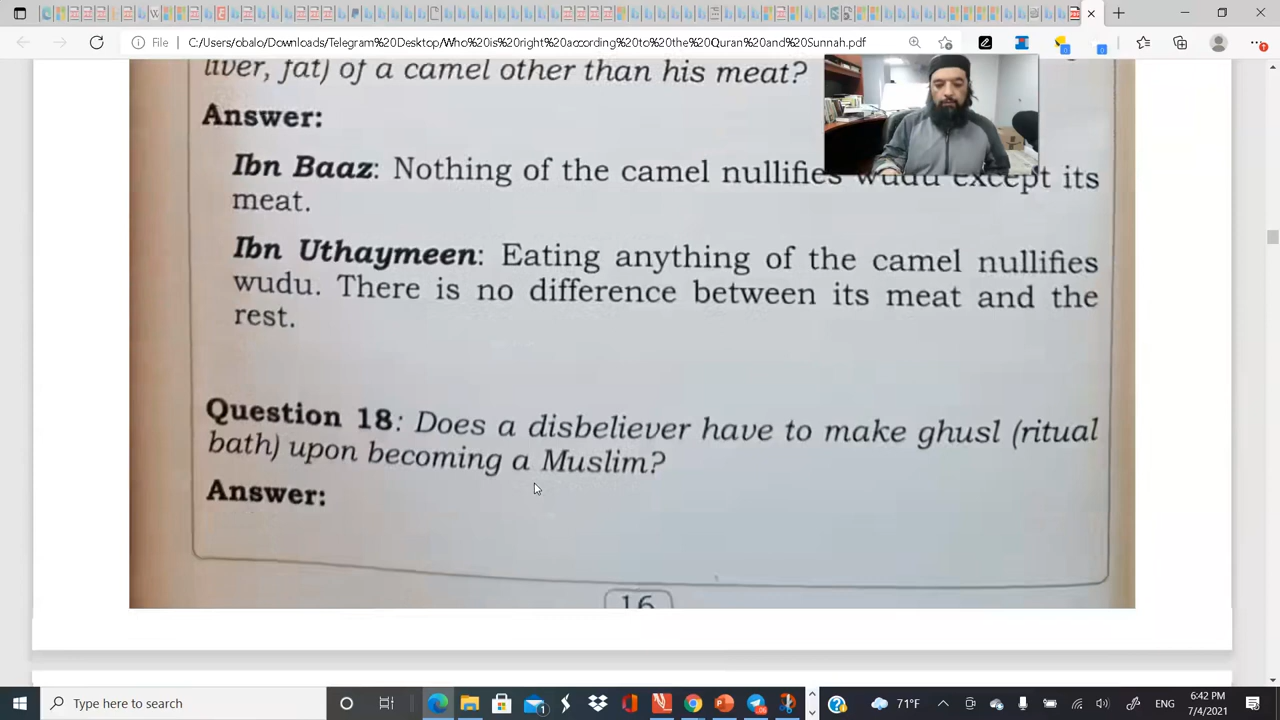 File
C:/Users/obalo/Downloads/Telegram%20Desktop/Who%20is%20right%20according%20to%20the%20Quran%20and%20Sunnah.pdf
liver, fat) of a camel other than his meat?
Answer:
Ibn Baaz: Nothing of the camel nullifies wudu except its
meat.
Ibn Uthaymeen: Eating anything of the camel nullifies
wudu. There is no difference between its meat and the
rest.
Question 18: Does a disbeliever have to make ghusl (ritual
bath) upon becoming a Muslim?
Answer:
16
Type here to search
71°F
ENG
6:42 PM
7/4/2021